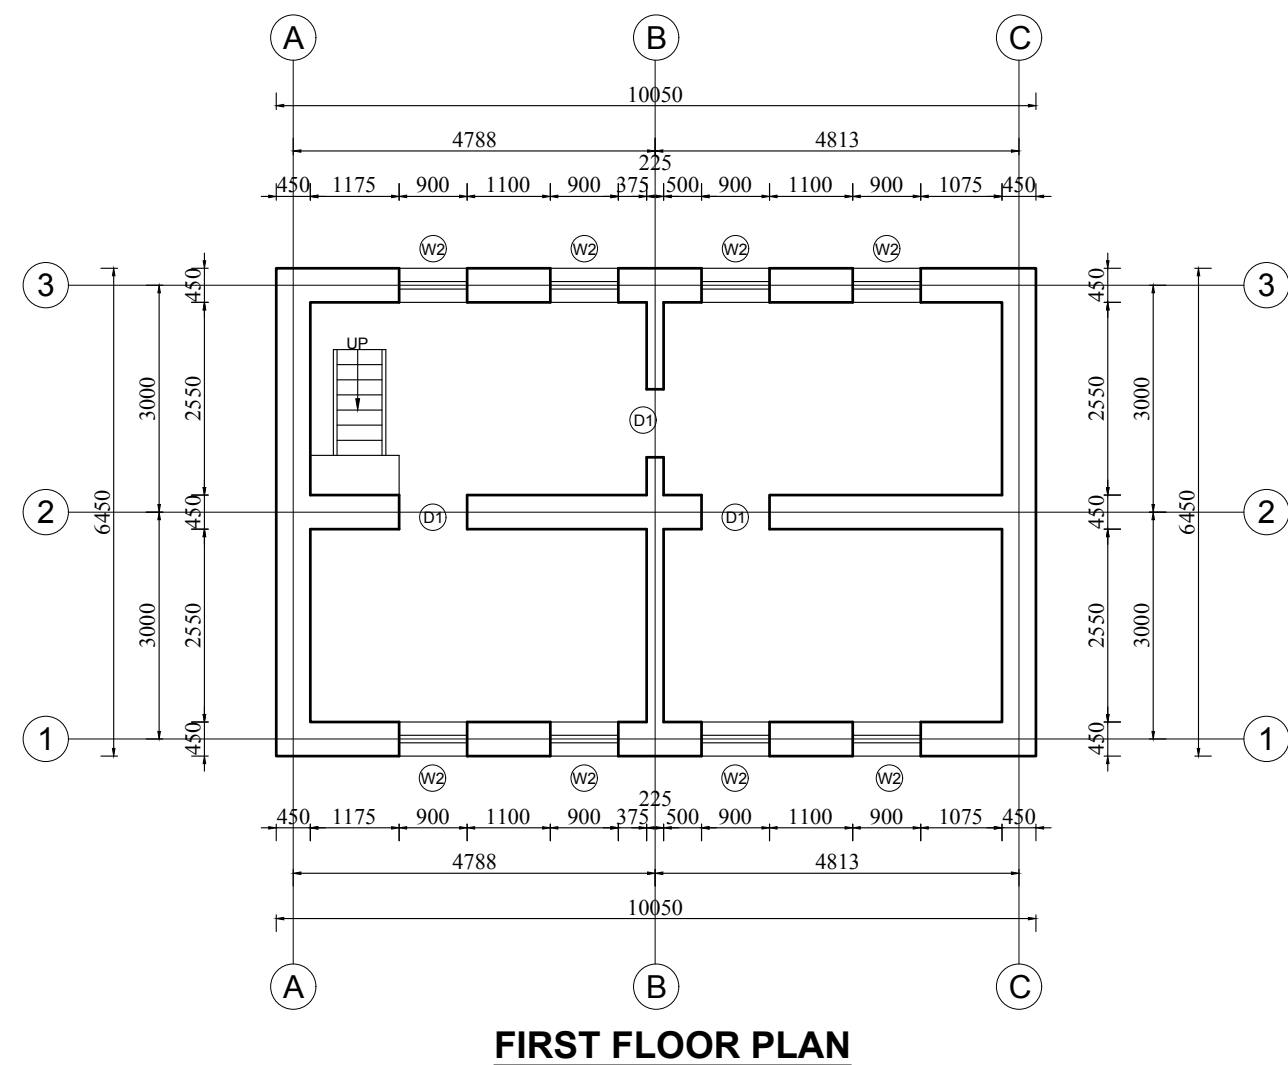 A B C
10050
4788 4813
225
450 1175 900 1100 900 375 500 900 1100 900 1075 450
W2 W2 W2 W2
3 450 450 3
UP
3000 2550 2550 3000
D1
2 6450 450 D1 D1 450 6450 2
3000 2550 2550 3000
1 450 450 1
W2 W2 W2 W2
225
450 1175 900 1100 900 375 500 900 1100 900 1075 450
4788 4813
10050
A B C
FIRST FLOOR PLAN